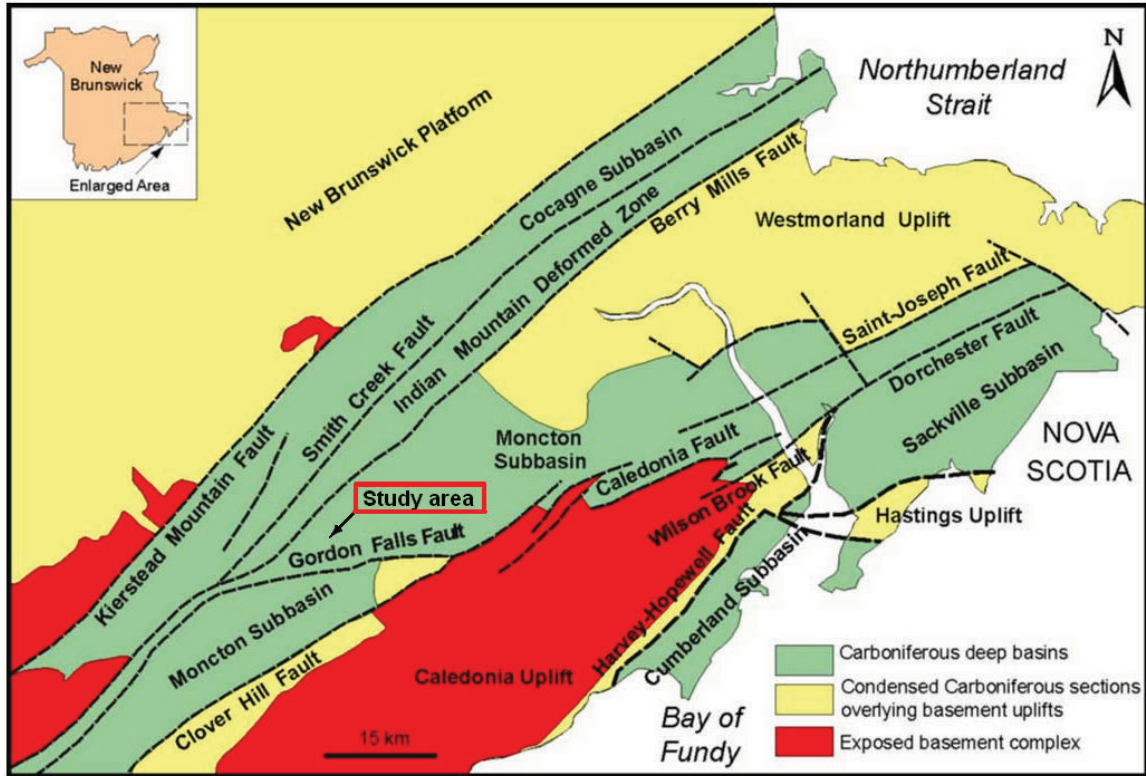 New
Brunswick
Enlarged Area
N
Northumberland
Strait
New Brunswick Platform
Cocagne Subbasin
Indian Mountain Deformed Zone
Berry Mills Fault
Westmorland Uplift
Smith Creek Fault
Saint-Joseph Fault
Dorchester Fault
Sackville Subbasin
Moncton
Subbasin
Caledonia Fault
NOVA
SCOTIA
Study area
Wilson Brook Fault
Hastings Uplift
Kierstead Mountain Fault
Gordon Falls Fault
Moncton Subbasin
Harvey-Hopewell Fault
Cumberland Subbasin
Clover Hill Fault
Caledonia Uplift
Bay of
Fundy
15 km
Carboniferous deep basins
Condensed Carboniferous sections
overlying basement uplifts
Exposed basement complex